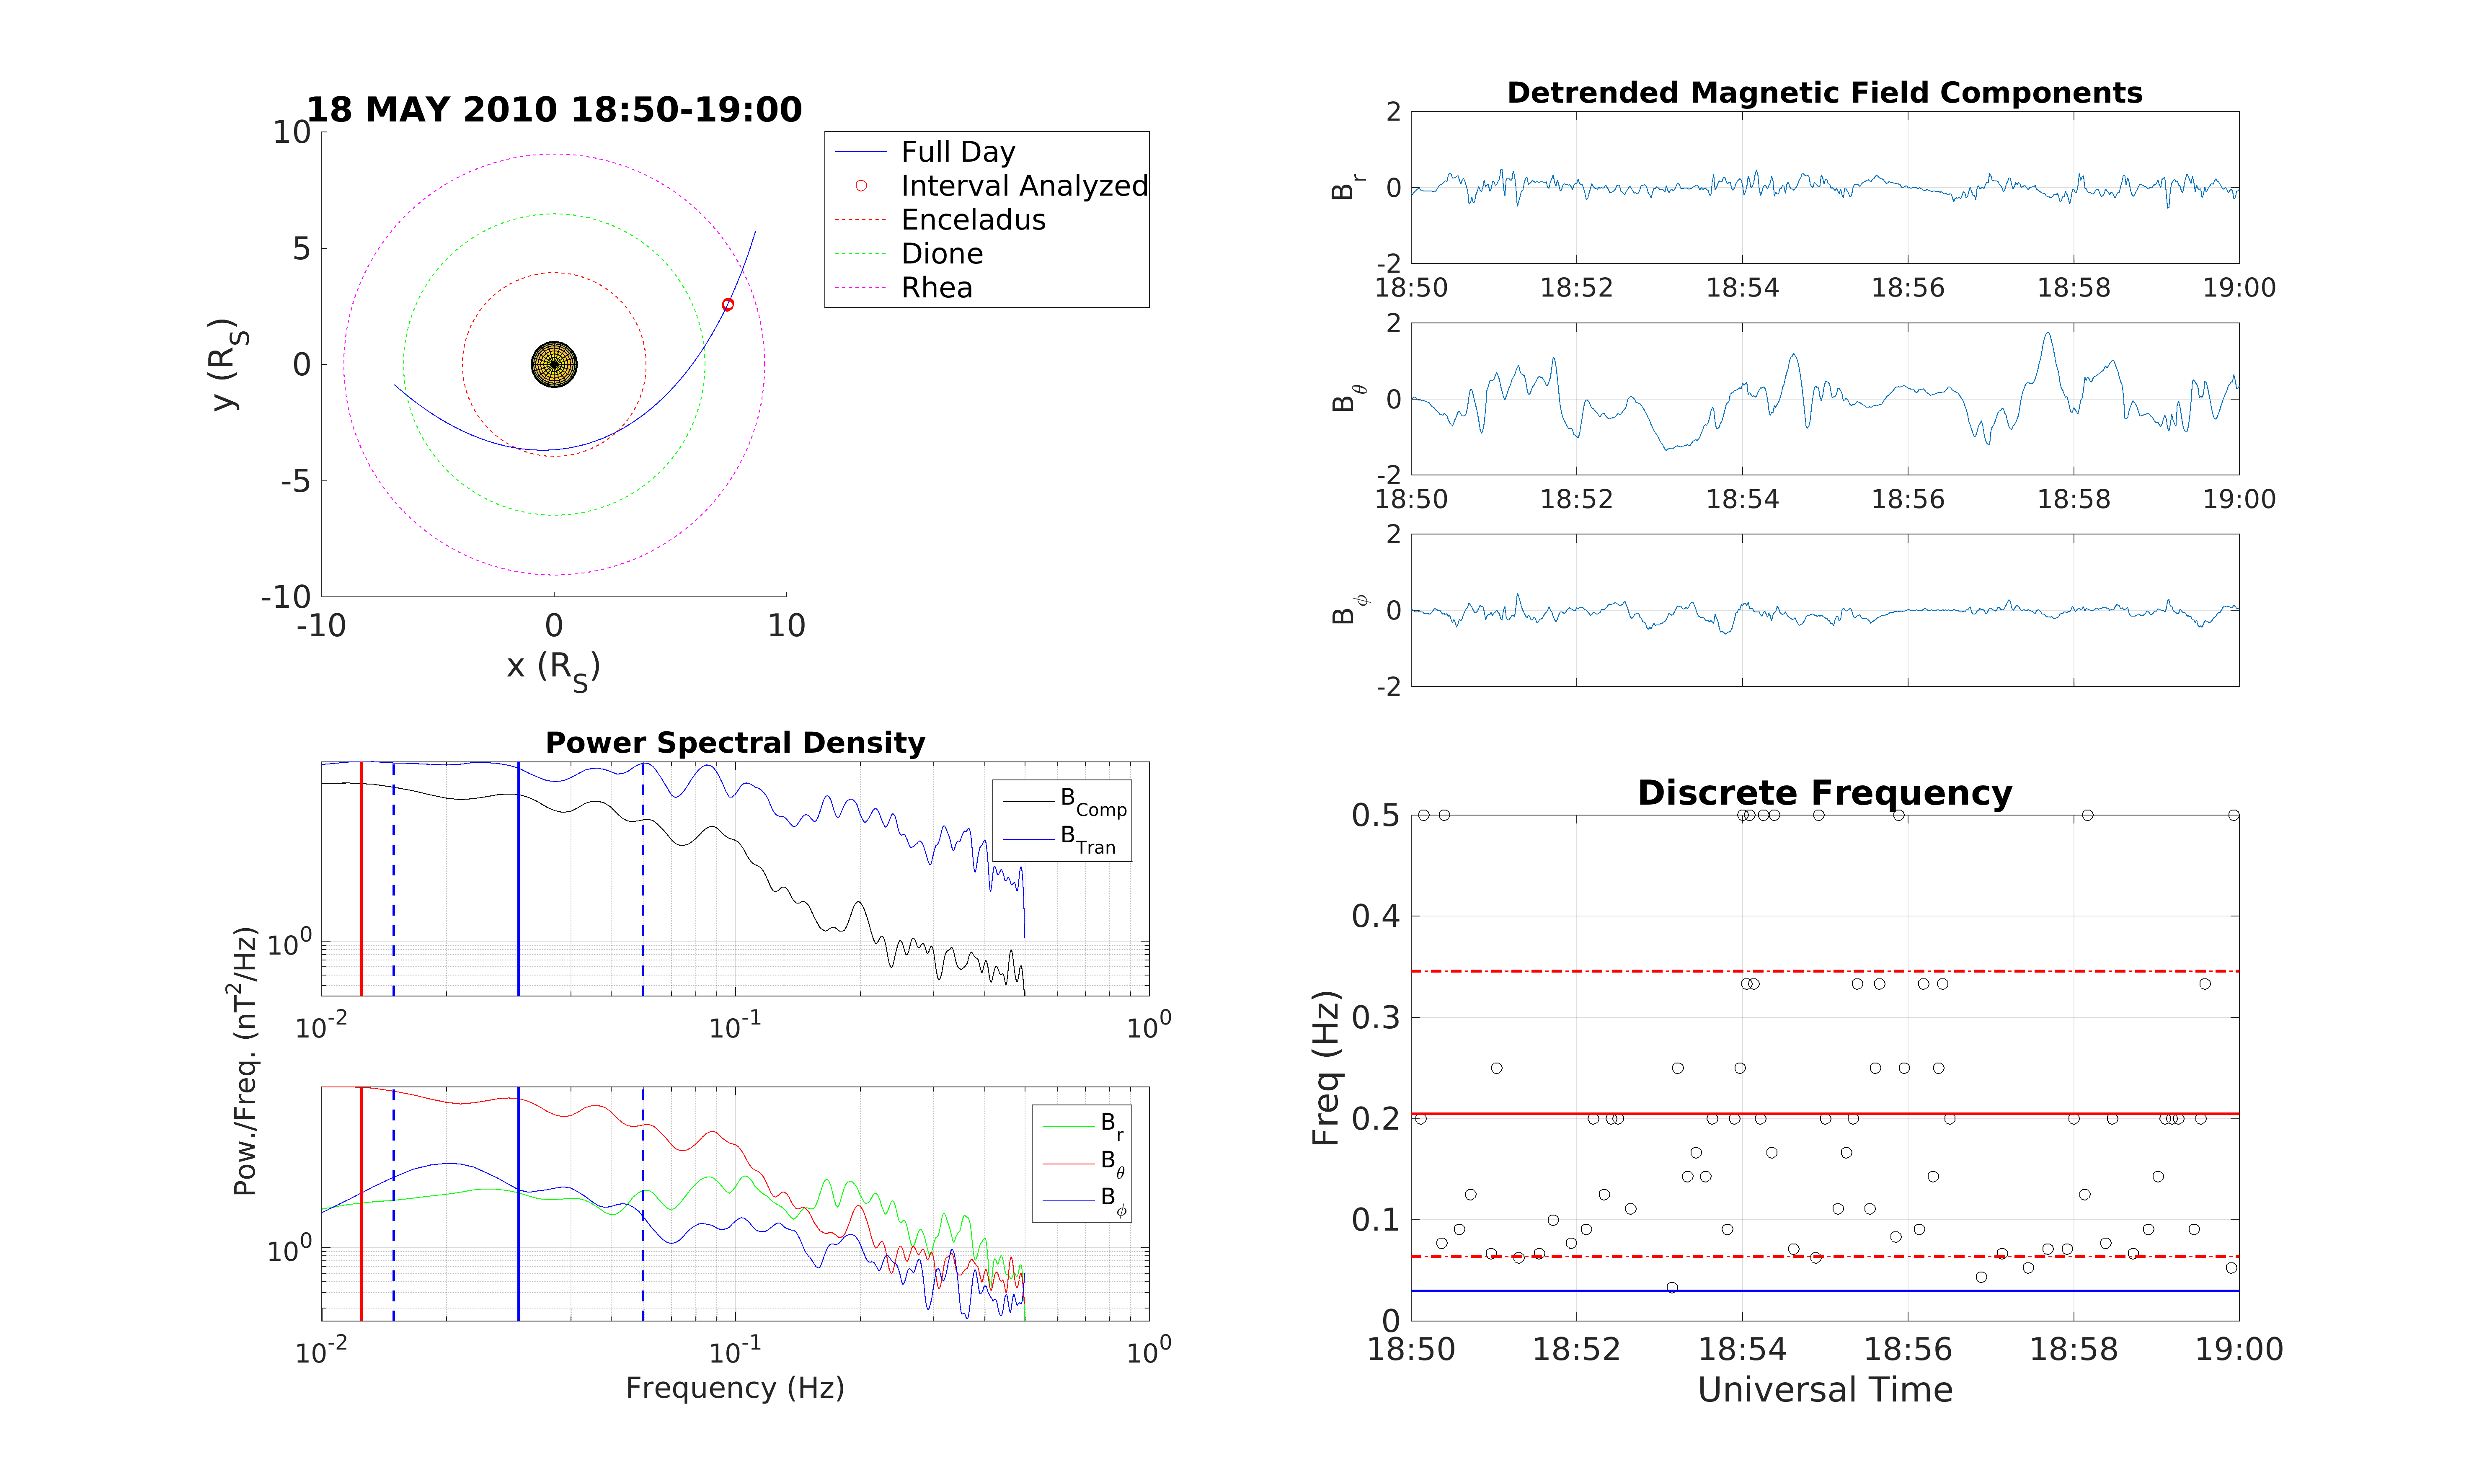 18 MAY 2010 18:50-19:00
10
5
0
-5
-10
-10
0
10
y (R_S)
x (R_S)
Full Day
Interval Analyzed
Enceladus
Dione
Rhea
Detrended Magnetic Field Components
B_r
2
0
-2
18:50 18:52 18:54 18:56 18:58 19:00
B_θ
2
0
-2
18:50 18:52 18:54 18:56 18:58 19:00
B_ϕ
2
0
-2
Power Spectral Density
B_Comp
B_Tran
10^0
10^-2 10^-1 10^0
Pow./Freq. (nT^2/Hz)
B_r
B_θ
B_ϕ
10^0
10^-2 10^-1 10^0
Frequency (Hz)
Discrete Frequency
0.5
0.4
0.3
0.2
0.1
0
Freq (Hz)
18:50 18:52 18:54 18:56 18:58 19:00
Universal Time